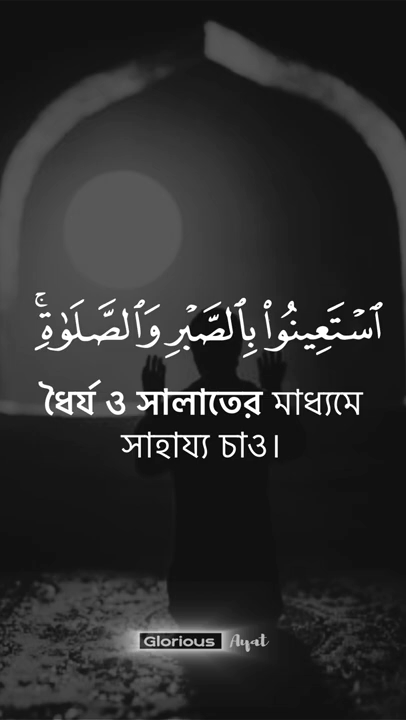 ٱسۡتَعِينُواْ بِٱلصَّبۡرِ وَٱلصَّلَوٰةِۚ
ধৈর্য ও সালাতের মাধ্যমে
সাহায্য চাও।
Glorious Ayat